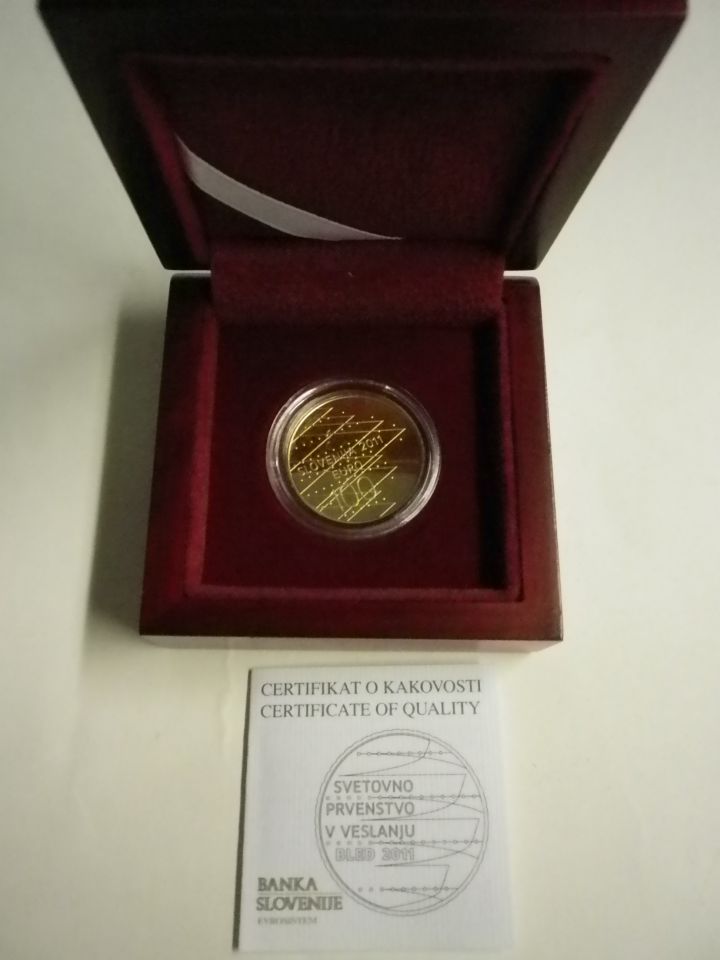 SLOVENIJA 2011
EURO
100
CERTIFIKAT O KAKOVOSTI
CERTIFICATE OF QUALITY
SVETOVNO
PRVENSTVO
V VESLANJU
BLED 2011
BANKA
SLOVENIJE
EVROSISTEM